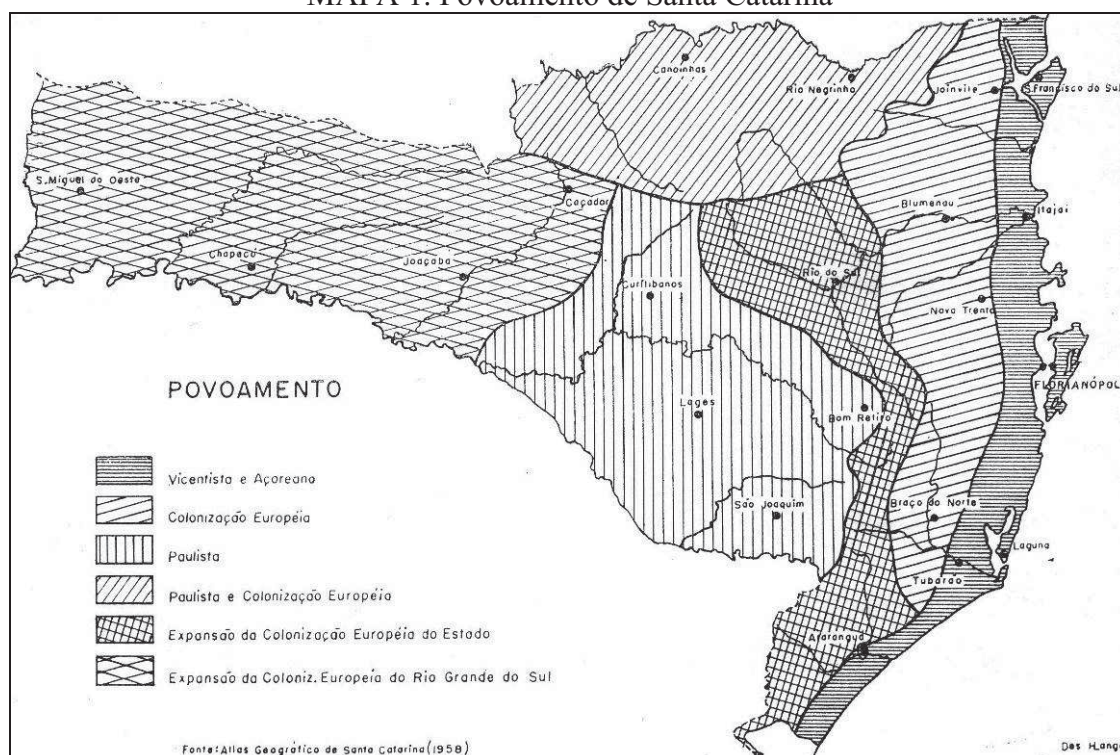 MAPA 1: Povoamento de Santa Catarina
Canoinhas
Rio Negrinho
Joinvile
S. Francisco do Sul
S. Miguel do Oeste
Caçador
Blumenau
Itajaí
Chapecó
Joaçaba
Curitibanos
Rio do Sul
Nova Trento
FLORIANÓPOL
POVOAMENTO
Lages
Bom Retiro
Vicentista e Açoreano
Colonização Européia
São Joaquim
Braço do Norte
Paulista
Laguna
Tubarão
Paulista e Colonização Européia
Expansão da Colonização Européia do Estado
Araranguá
Expansão da Coloniz. Européia do Rio Grande do Sul
Fonte: Atlas Geográfico de Santa Catarina (1958)
Des H.Lang